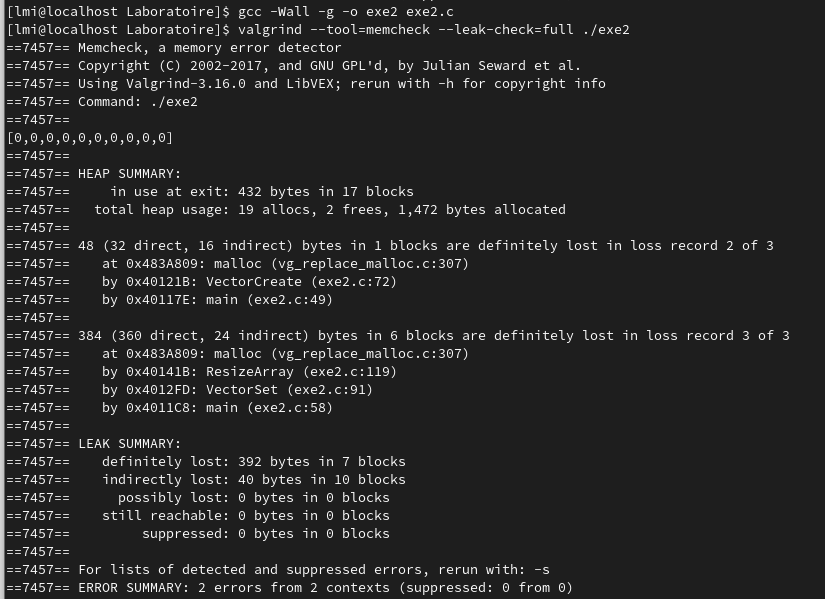 [lmi@localhost Laboratoire]$ gcc -Wall -g -o exe2 exe2.c
[lmi@localhost Laboratoire]$ valgrind --tool=memcheck --leak-check=full ./exe2
==7457== Memcheck, a memory error detector
==7457== Copyright (C) 2002-2017, and GNU GPL'd, by Julian Seward et al.
==7457== Using Valgrind-3.16.0 and LibVEX; rerun with -h for copyright info
==7457== Command: ./exe2
==7457==
[0,0,0,0,0,0,0,0,0,0]
==7457==
==7457== HEAP SUMMARY:
==7457==     in use at exit: 432 bytes in 17 blocks
==7457==   total heap usage: 19 allocs, 2 frees, 1,472 bytes allocated
==7457==
==7457== 48 (32 direct, 16 indirect) bytes in 1 blocks are definitely lost in loss record 2 of 3
==7457==    at 0x483A809: malloc (vg_replace_malloc.c:307)
==7457==    by 0x40121B: VectorCreate (exe2.c:72)
==7457==    by 0x40117E: main (exe2.c:49)
==7457==
==7457== 384 (360 direct, 24 indirect) bytes in 6 blocks are definitely lost in loss record 3 of 3
==7457==    at 0x483A809: malloc (vg_replace_malloc.c:307)
==7457==    by 0x40141B: ResizeArray (exe2.c:119)
==7457==    by 0x4012FD: VectorSet (exe2.c:91)
==7457==    by 0x4011C8: main (exe2.c:58)
==7457==
==7457== LEAK SUMMARY:
==7457==    definitely lost: 392 bytes in 7 blocks
==7457==    indirectly lost: 40 bytes in 10 blocks
==7457==      possibly lost: 0 bytes in 0 blocks
==7457==    still reachable: 0 bytes in 0 blocks
==7457==         suppressed: 0 bytes in 0 blocks
==7457==
==7457== For lists of detected and suppressed errors, rerun with: -s
==7457== ERROR SUMMARY: 2 errors from 2 contexts (suppressed: 0 from 0)